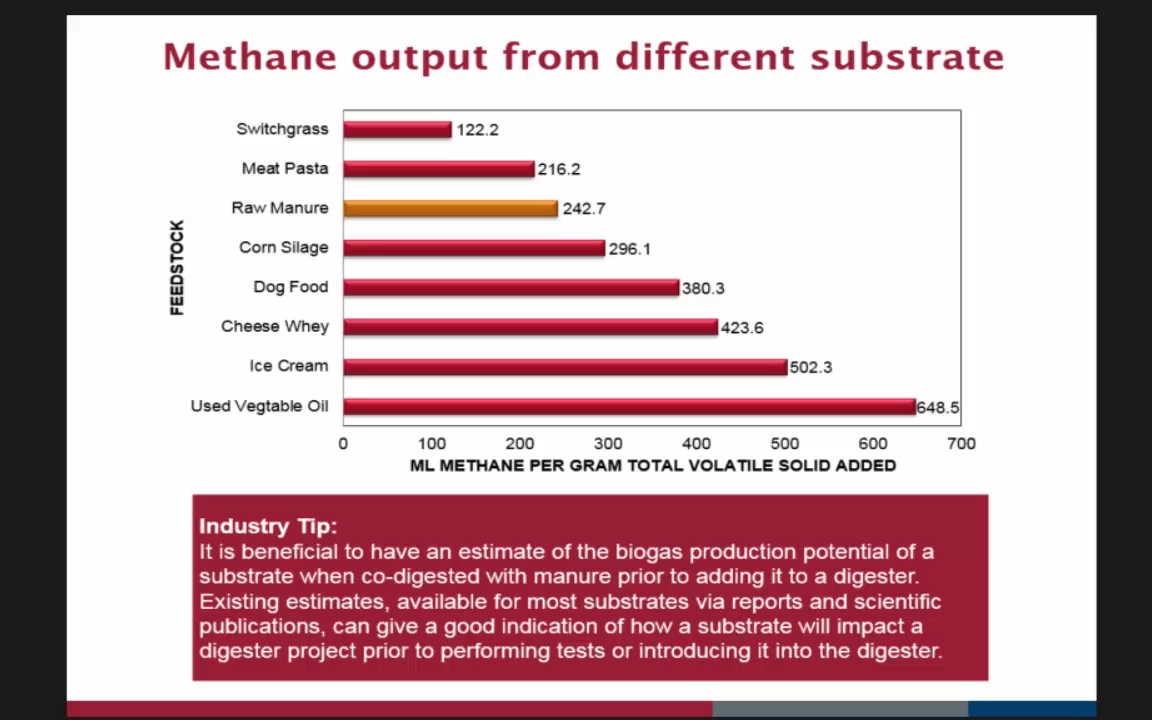 Methane output from different substrate
Switchgrass 122.2
Meat Pasta 216.2
Raw Manure 242.7
Corn Silage 296.1
Dog Food 380.3
Cheese Whey 423.6
Ice Cream 502.3
Used Vegtable Oil 648.5
FEEDSTOCK
0 100 200 300 400 500 600 700
ML METHANE PER GRAM TOTAL VOLATILE SOLID ADDED
Industry Tip:
It is beneficial to have an estimate of the biogas production potential of a
substrate when co-digested with manure prior to adding it to a digester.
Existing estimates, available for most substrates via reports and scientific
publications, can give a good indication of how a substrate will impact a
digester project prior to performing tests or introducing it into the digester.